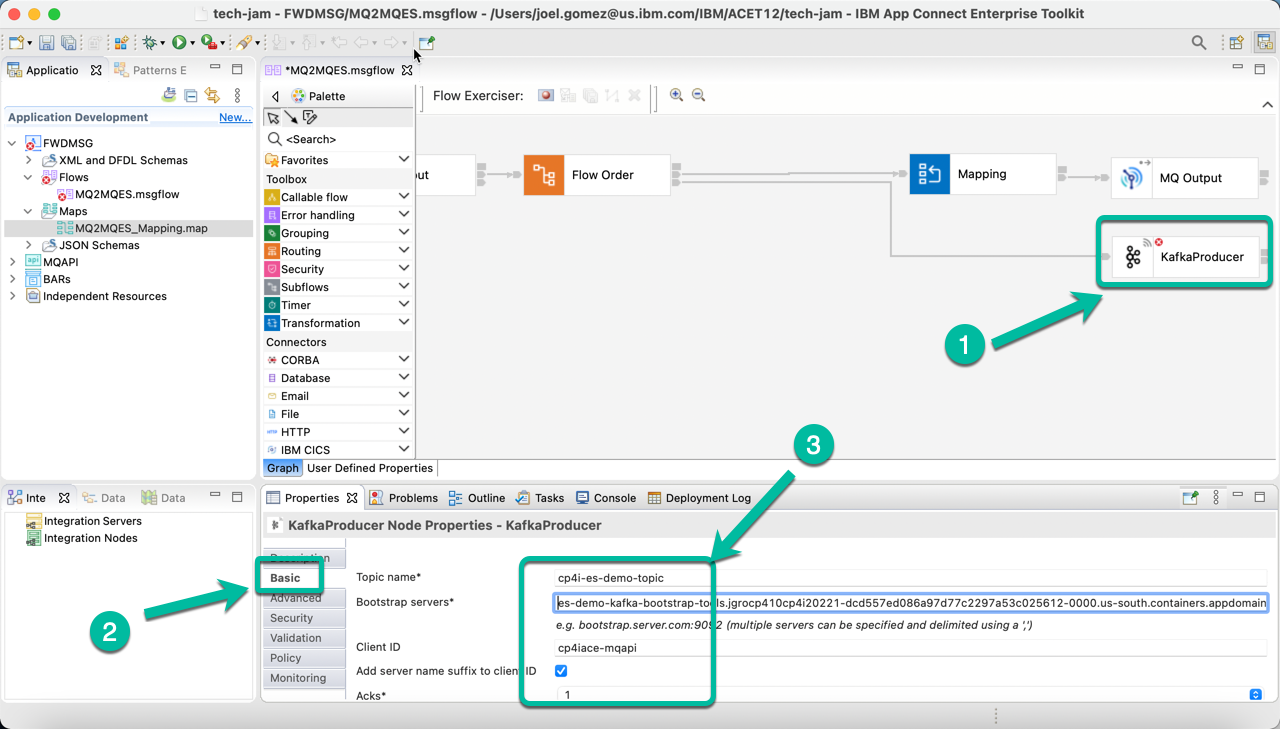 tech-jam - FWDMSG/MQ2MQES.msgflow - /Users/joel.gomez@us.ibm.com/IBM/ACET12/tech-jam - IBM App Connect Enterprise Toolkit
Applicatio
Patterns E
Application Development
New...
FWDMSG
XML and DFDL Schemas
Flows
MQ2MQES.msgflow
Maps
MQ2MQES_Mapping.map
JSON Schemas
MQAPI
BARs
Independent Resources
*MQ2MQES.msgflow
Palette
Flow Exerciser:
<Search>
Favorites
Toolbox
Callable flow
Error handling
Grouping
Routing
Security
Subflows
Timer
Transformation
Connectors
CORBA
Database
Email
File
HTTP
IBM CICS
Graph
User Defined Properties
ut
Flow Order
Mapping
MQ Output
KafkaProducer
1
3
2
Inte
Data
Data
Integration Servers
Integration Nodes
Properties
Problems
Outline
Tasks
Console
Deployment Log
KafkaProducer Node Properties - KafkaProducer
Description
Basic
Advanced
Security
Validation
Policy
Monitoring
Topic name*
cp4i-es-demo-topic
Bootstrap servers*
es-demo-kafka-bootstrap-tools.jgrocp410cp4i20221-dcd557ed086a97d77c2297a53c025612-0000.us-south.containers.appdomain
e.g. bootstrap.server.com:9092 (multiple servers can be specified and delimited using a ',')
Client ID
cp4iace-mqapi
Add server name suffix to client ID
Acks*
1